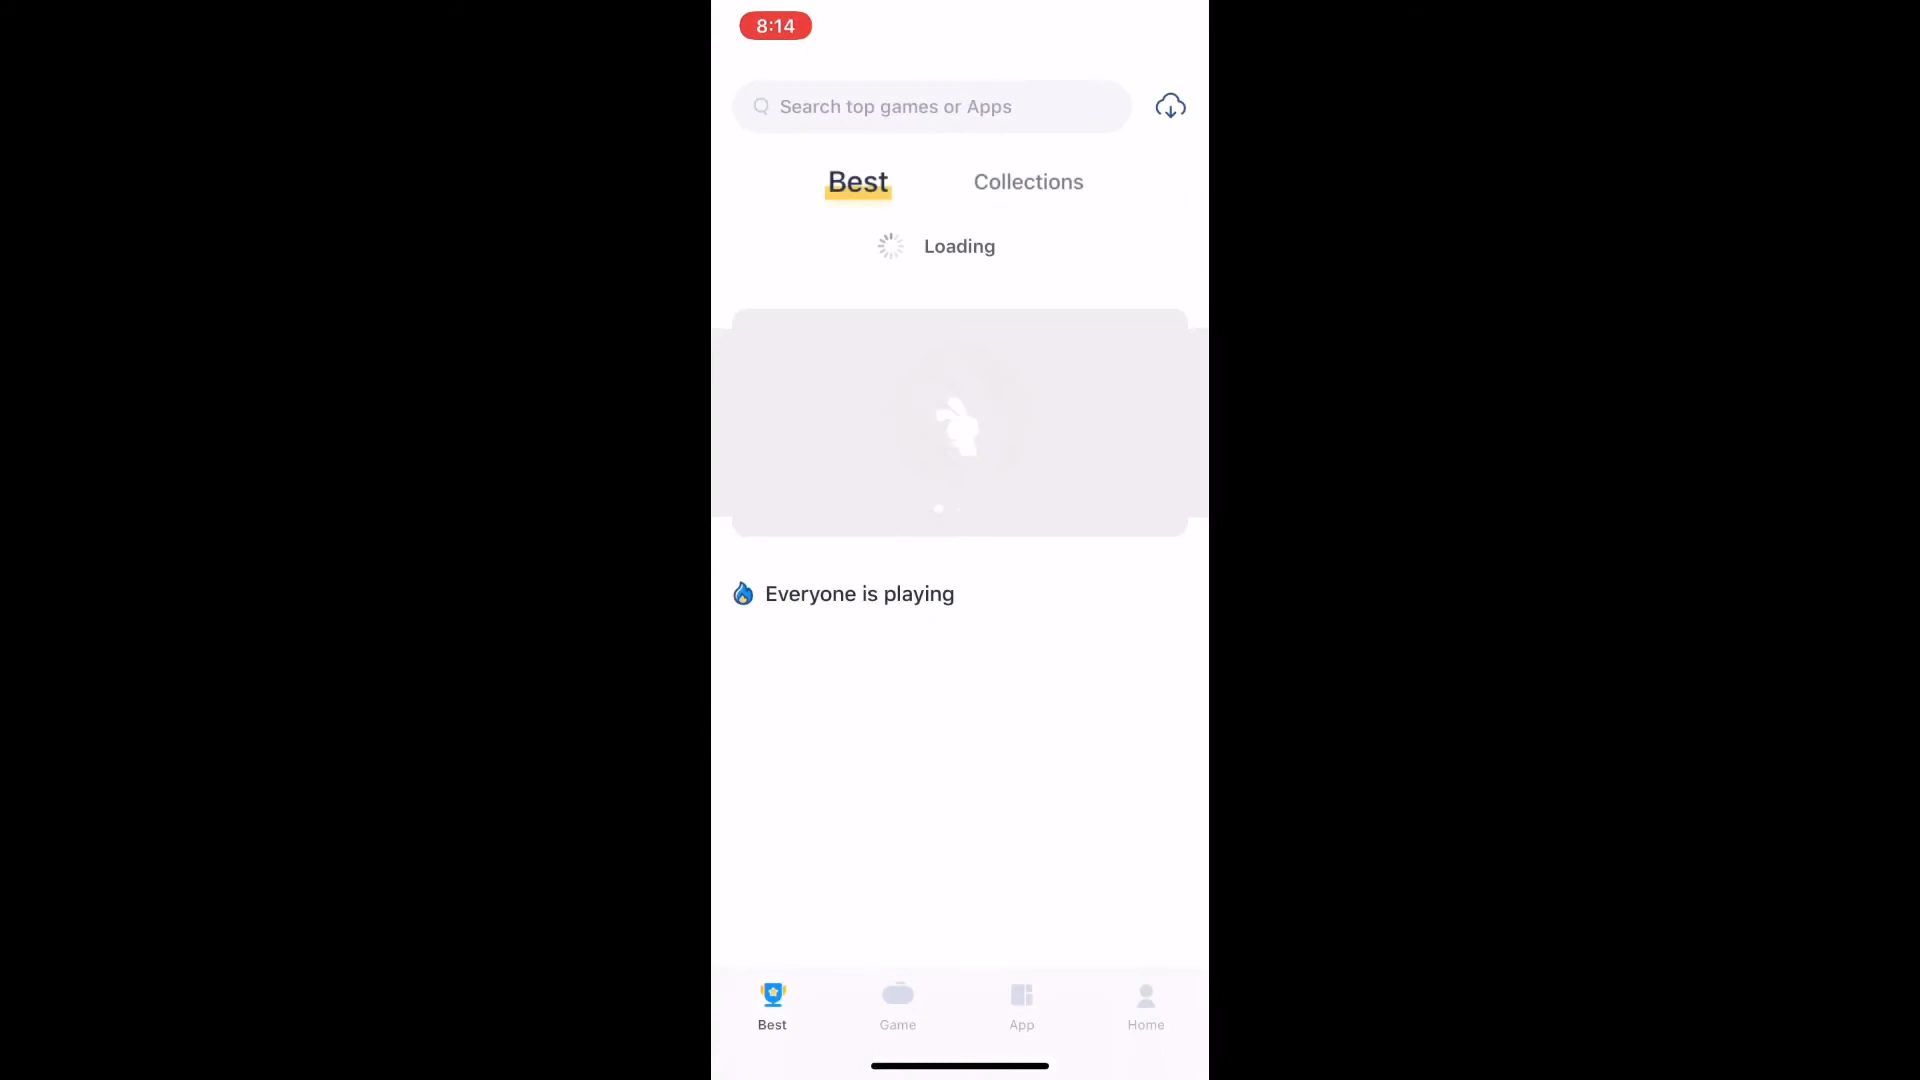 8:14
Search top games or Apps
Best
Collections
Loading
Everyone is playing
Best
Game
App
Home